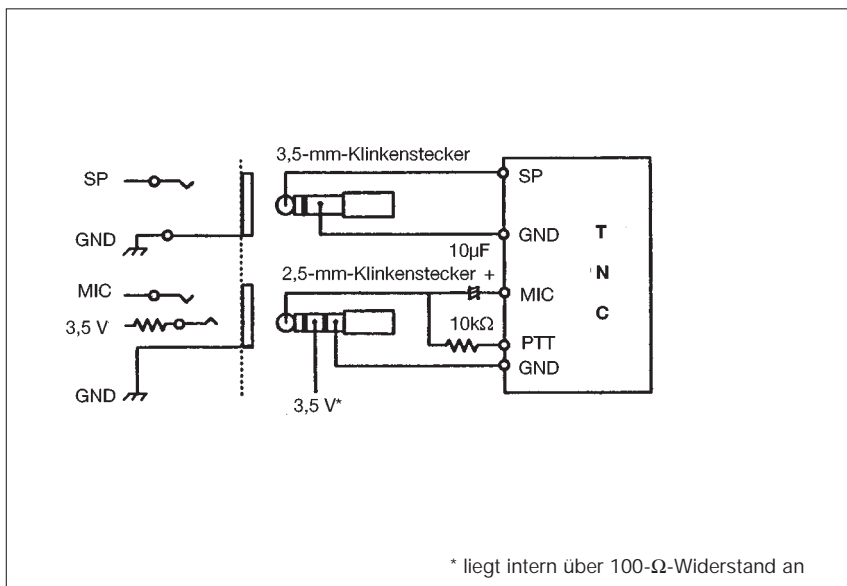 3,5-mm-Klinkenstecker
SP
SP
GND
GND
10µF
T
N
C
2,5-mm-Klinkenstecker +
MIC
MIC
3,5 V
10kΩ
PTT
GND
GND
3,5 V*
* liegt intern über 100-Ω-Widerstand an